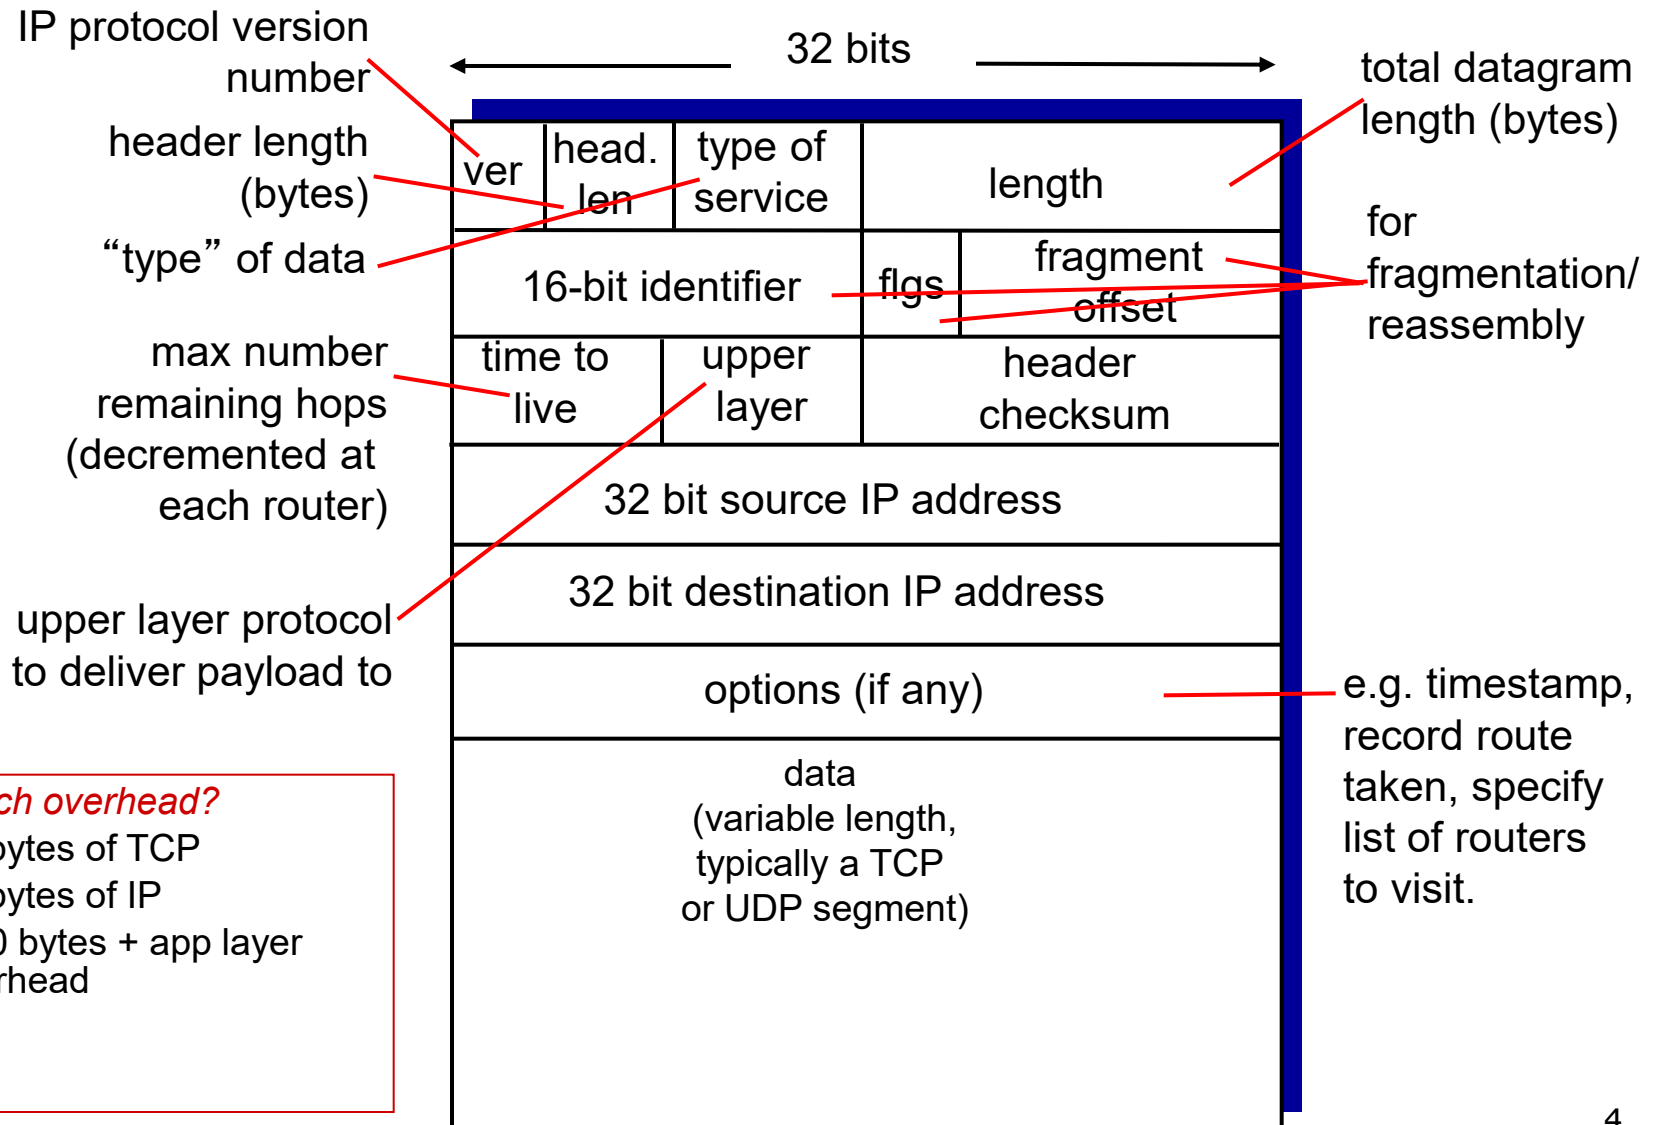 IP protocol version
number
header length
(bytes)
“type” of data
max number
remaining hops
(decremented at
each router)
upper layer protocol
to deliver payload to
32 bits
ver
head.
len
type of
service
length
16-bit identifier
flgs
fragment
offset
time to
live
upper
layer
header
checksum
32 bit source IP address
32 bit destination IP address
options (if any)
data
(variable length,
typically a TCP
or UDP segment)
total datagram
length (bytes)
for
fragmentation/
reassembly
e.g. timestamp,
record route
taken, specify
list of routers
to visit.
overhead?
bytes of TCP
bytes of IP
bytes + app layer
4